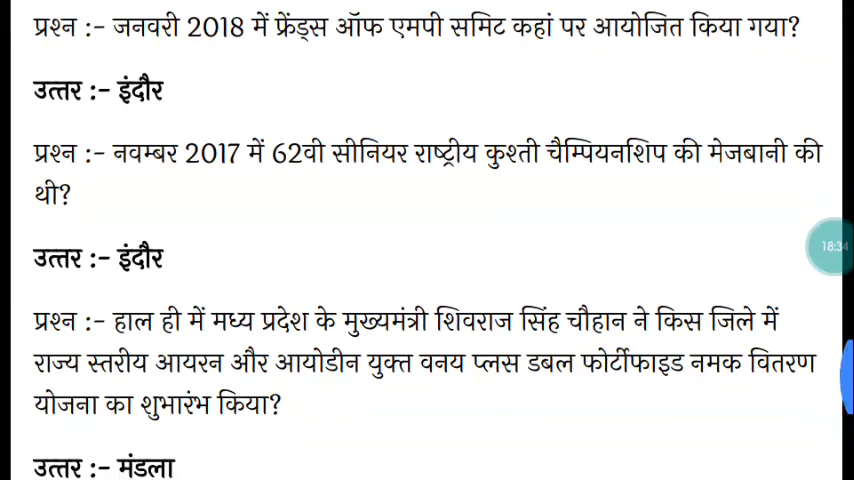 प्रश्न :- जनवरी 2018 में फ्रेंड्स ऑफ एमपी समिट कहां पर आयोजित किया गया?
उत्तर :- इंदौर
प्रश्न :- नवम्बर 2017 में 62वी सीनियर राष्ट्रीय कुश्ती चैम्पियनशिप की मेजबानी की
थी?
उत्तर :- इंदौर
18:34
प्रश्न :- हाल ही में मध्य प्रदेश के मुख्यमंत्री शिवराज सिंह चौहान ने किस जिले में
राज्य स्तरीय आयरन और आयोडीन युक्त वनय प्लस डबल फोर्टीफाइड नमक वितरण
योजना का शुभारंभ किया?
उत्तर :- मंडला